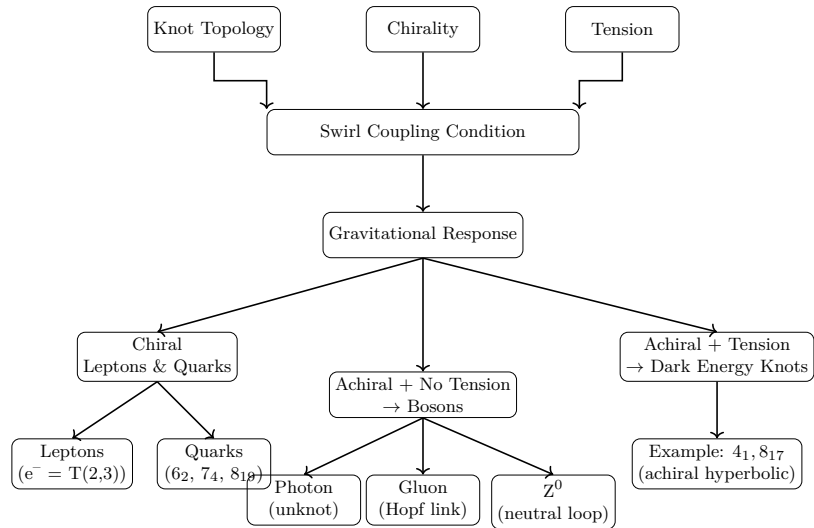 Knot Topology
Chirality
Tension
Swirl Coupling Condition
Gravitational Response
Chiral
Leptons & Quarks
Achiral + No Tension
→ Bosons
Achiral + Tension
→ Dark Energy Knots
Leptons
(e⁻ = T(2,3))
Quarks
(6₂, 7₄, 8₁₉)
Photon
(unknot)
Gluon
(Hopf link)
Z⁰
(neutral loop)
Example: 4₁, 8₁₇
(achiral hyperbolic)